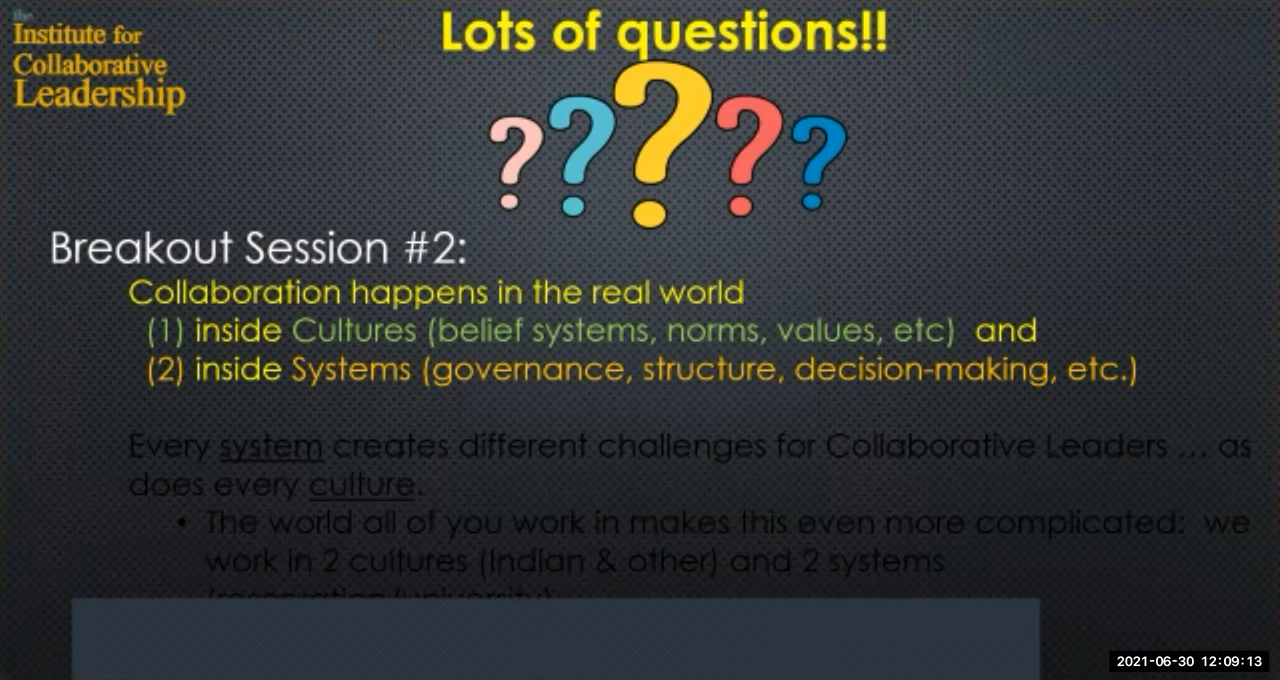 the
Institute for
Collaborative
Leadership
Lots of questions!!
? ? ? ? ?
Breakout Session #2:
Collaboration happens in the real world
(1) inside Cultures (belief systems, norms, values, etc) and
(2) inside Systems (governance, structure, decision-making, etc.)
Every system creates different challenges for Collaborative Leaders ... as
does every culture.
• The world all of you work in makes this even more complicated: we
work in 2 cultures (Indian & other) and 2 systems
(reservation/university)
2021-06-30 12:09:13